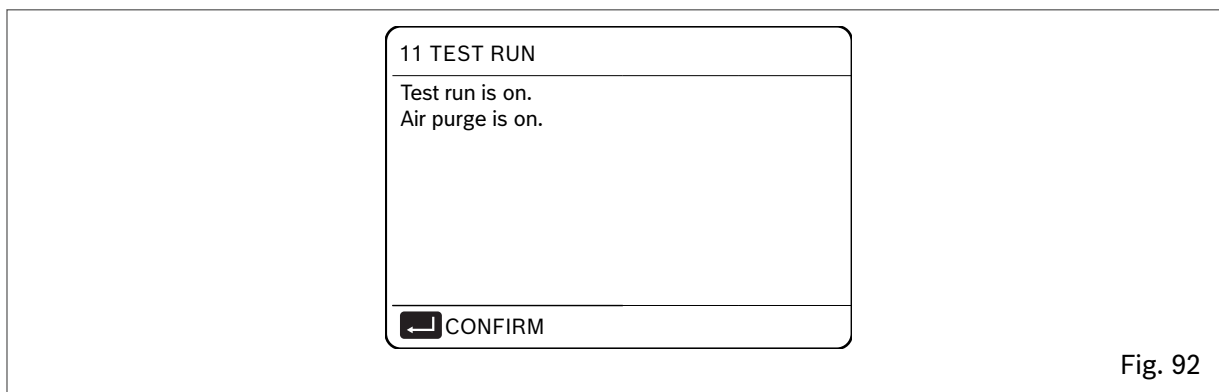 11 TEST RUN
Test run is on.
Air purge is on.
CONFIRM
Fig. 92